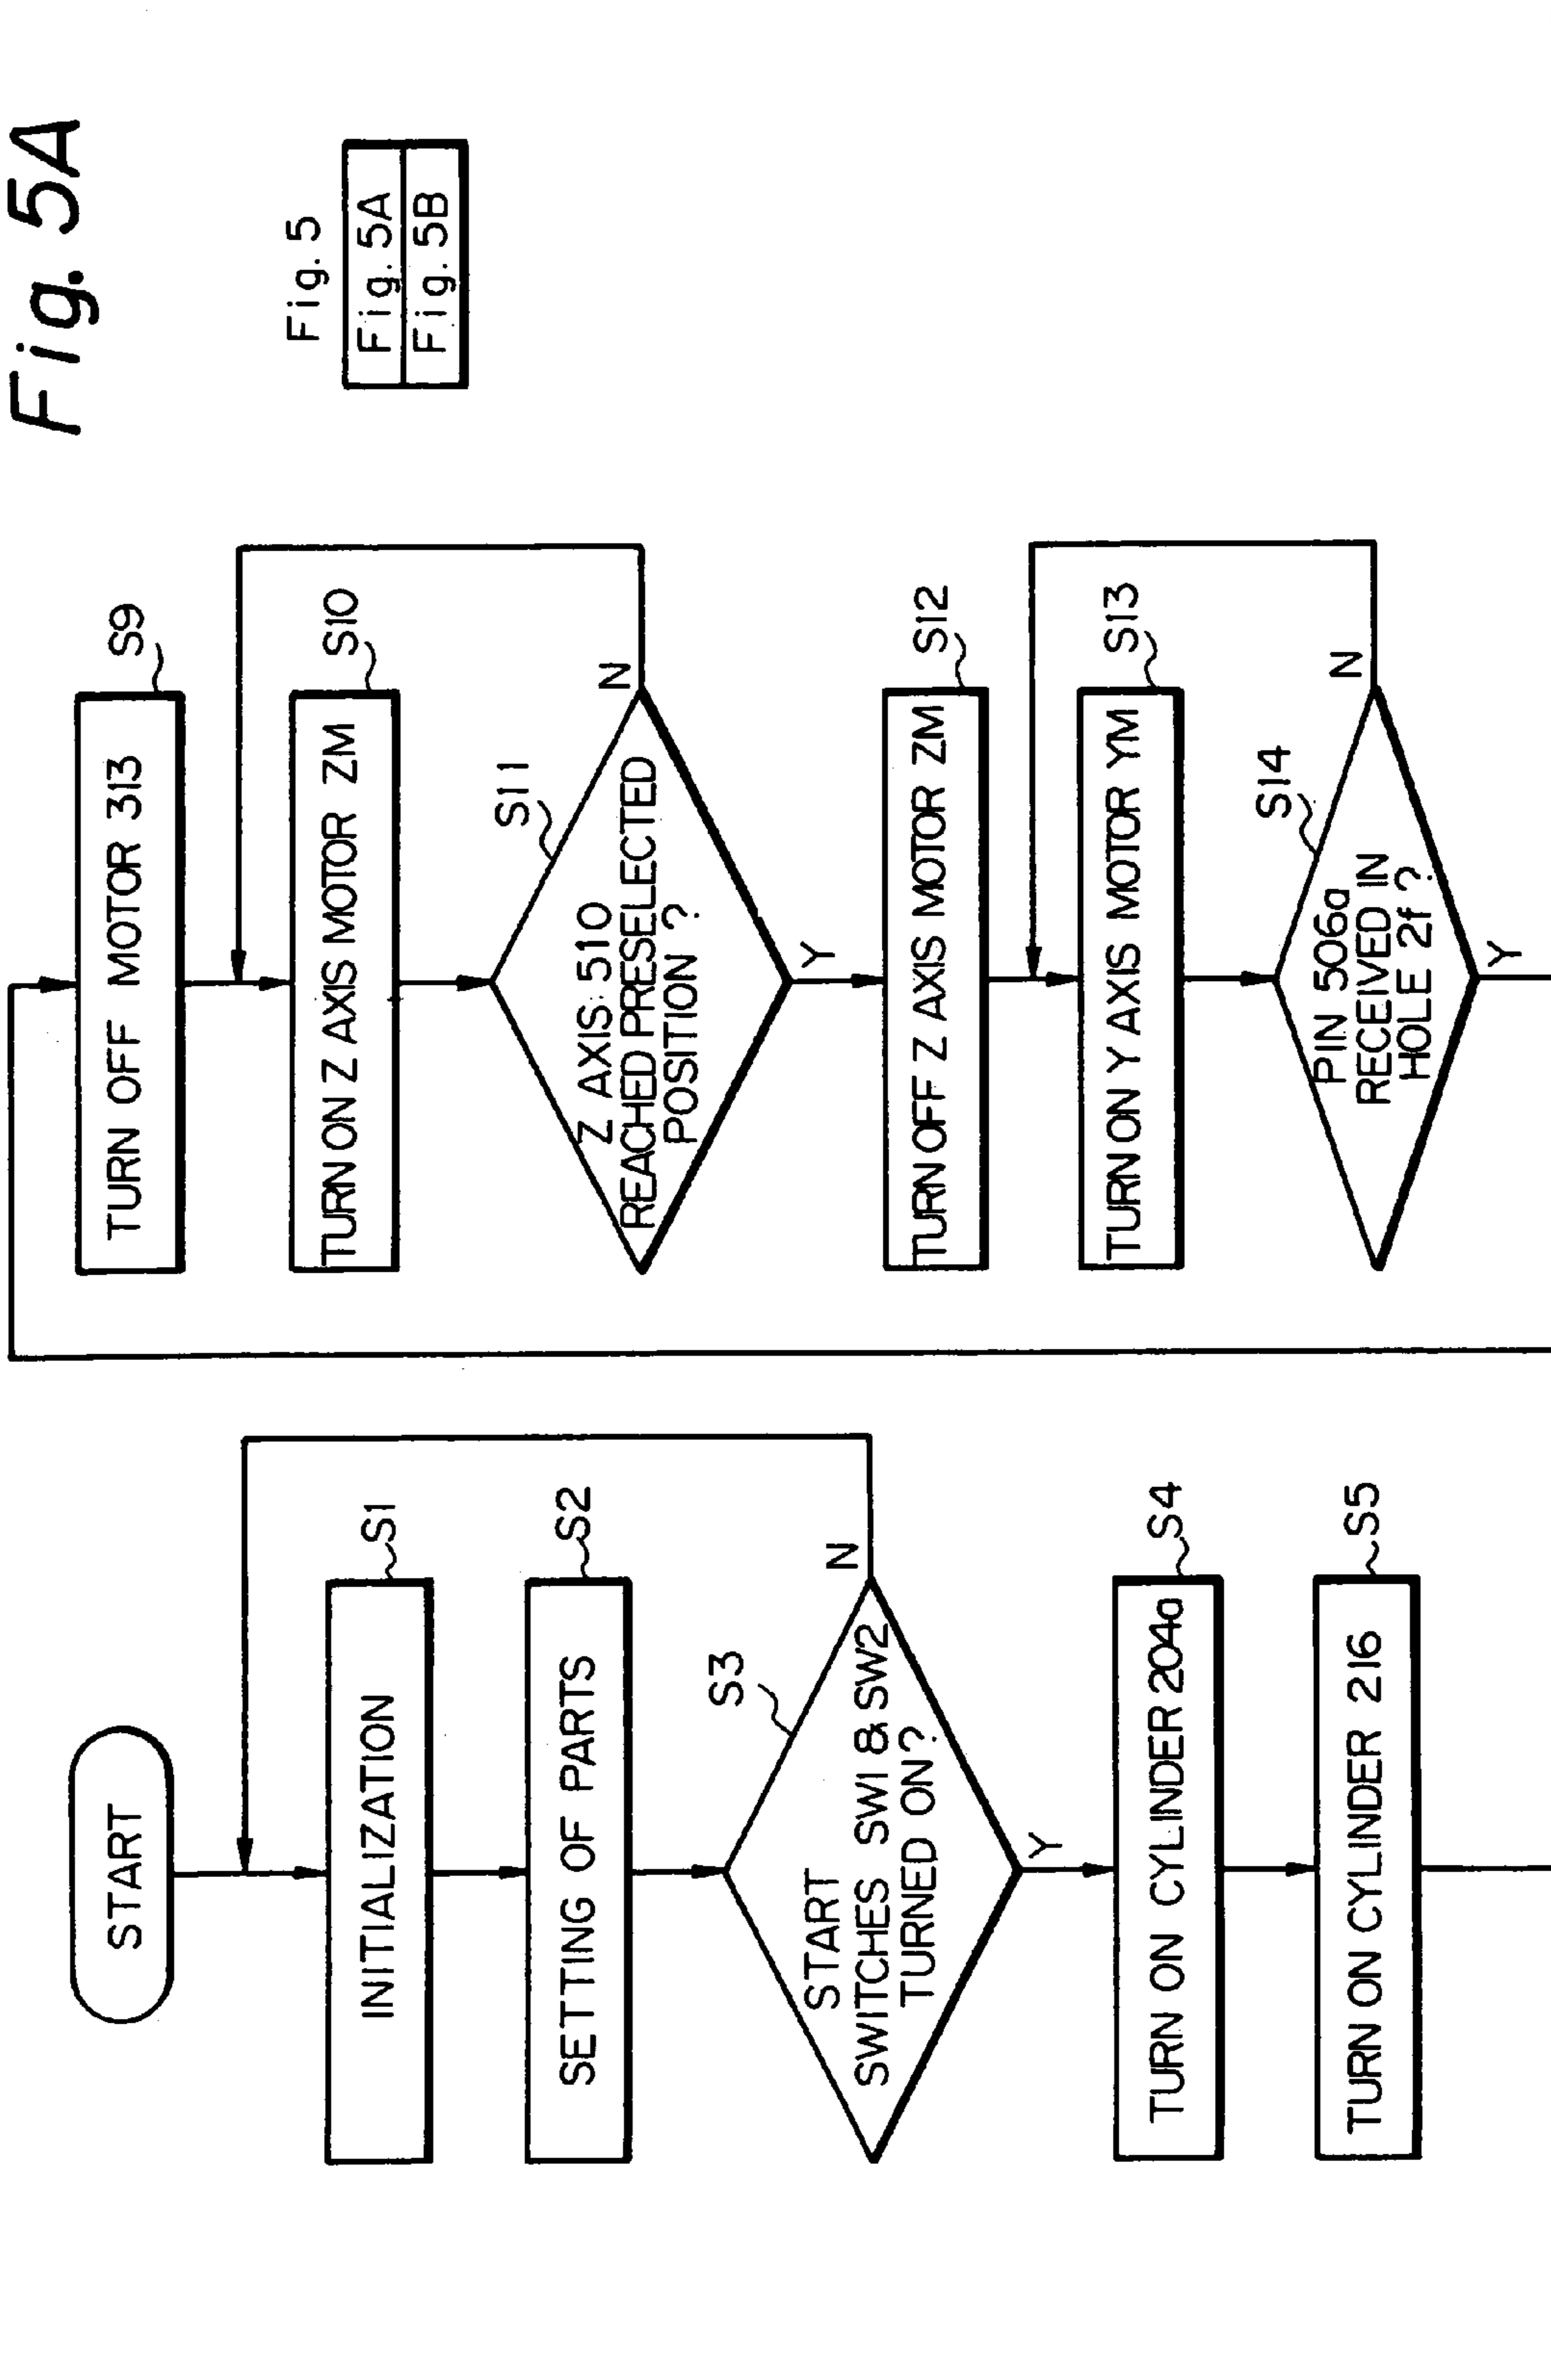 Fig. 5A
Fig. 5
Fig. 5A
Fig. 5B
START
INITIALIZATION
S1
SETTING OF PARTS
S2
S3
START
SWITCHES SW1 & SW2
TURNED ON ?
N
Y
TURN ON CYLINDER 204a
S4
TURN ON CYLINDER 216
S5
TURN OFF MOTOR 313
S9
TURN ON Z AXIS MOTOR ZM
S10
S11
Z AXIS 510
REACHED PRESELECTED
POSITION ?
N
Y
TURN OFF Z AXIS MOTOR ZM
S12
TURN ON Y AXIS MOTOR YM
S13
S14
PIN 506a
RECEIVED IN
HOLE 2f ?
N
Y